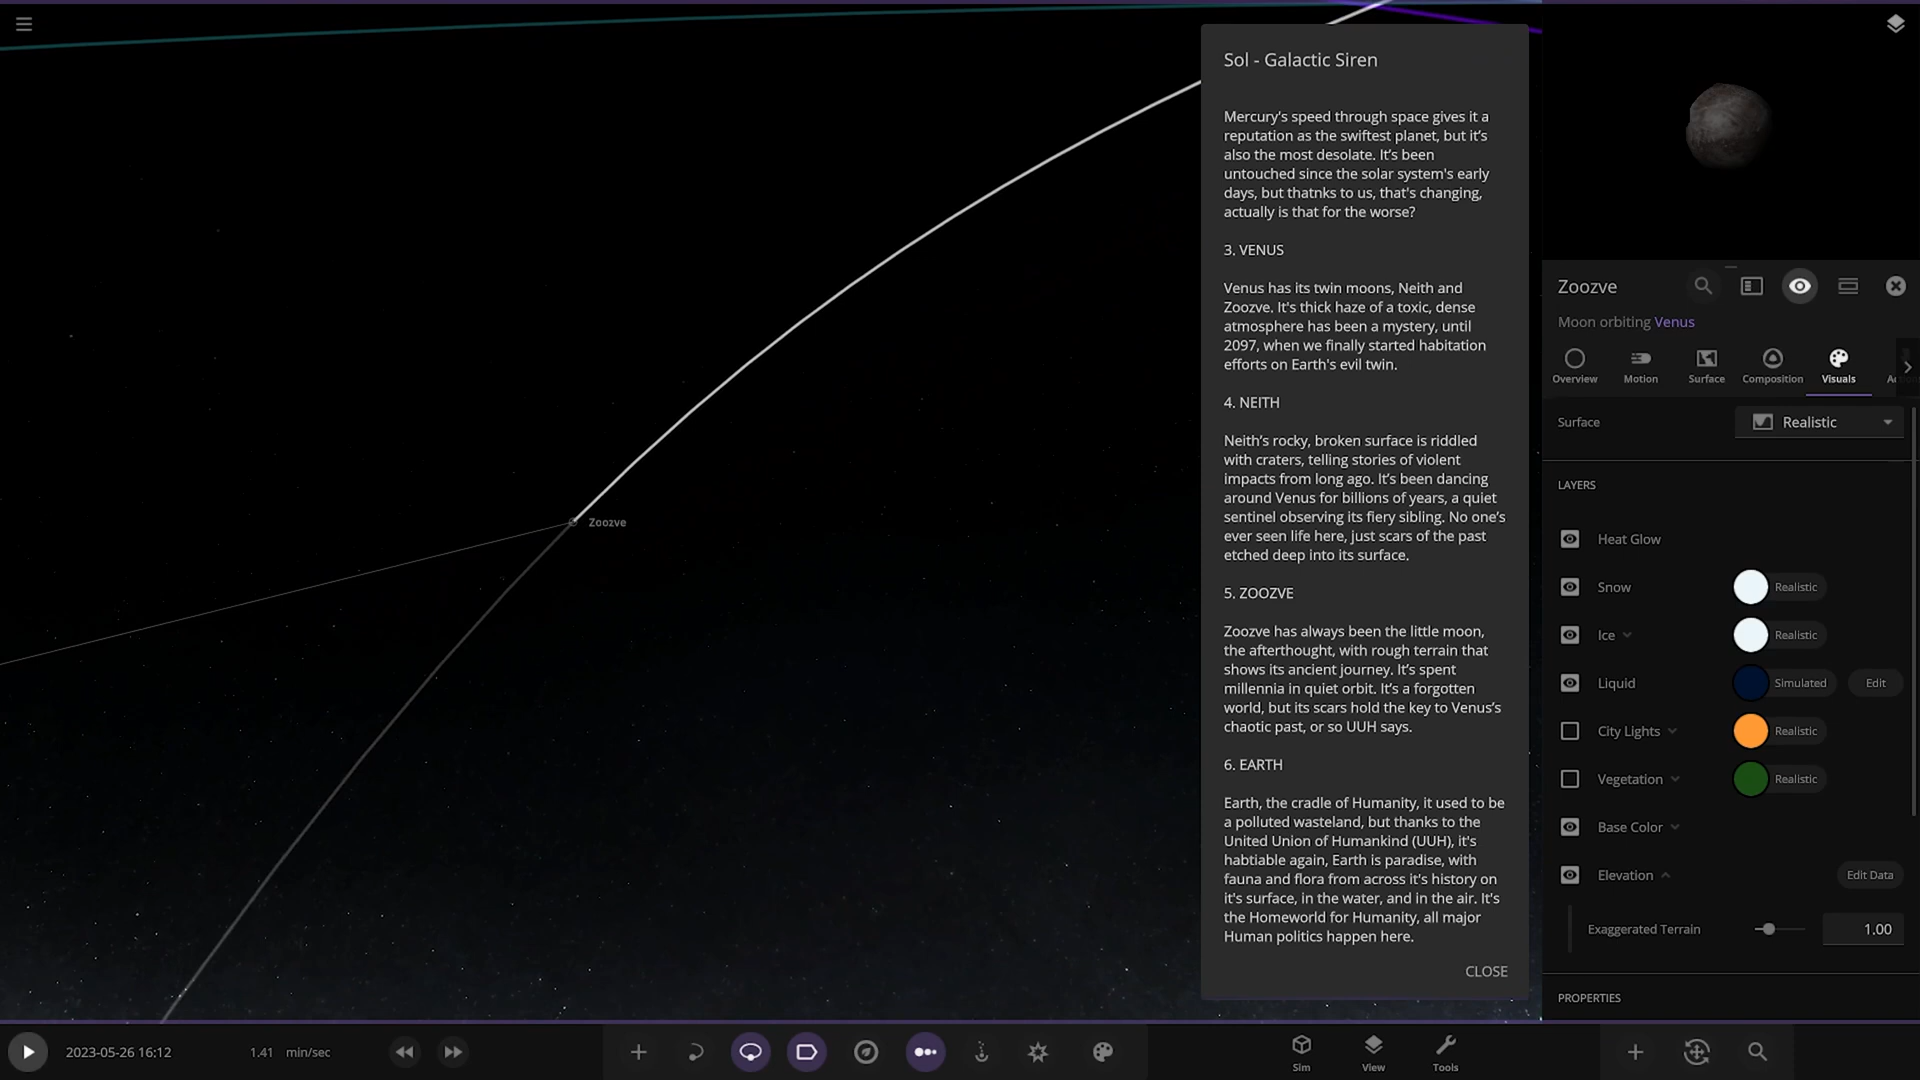 Sol - Galactic Siren
Mercury's speed through space gives it a
reputation as the swiftest planet, but it's
also the most desolate. It's been
untouched since the solar system's early
days, but thatnks to us, that's changing,
actually is that for the worse?
3. VENUS
Venus has its twin moons, Neith and
Zoozve. It's thick haze of a toxic, dense
atmosphere has been a mystery, until
2097, when we finally started habitation
efforts on Earth's evil twin.
4. NEITH
Neith's rocky, broken surface is riddled
with craters, telling stories of violent
impacts from long ago. It's been dancing
around Venus for billions of years, a quiet
sentinel observing its fiery sibling. No one's
ever seen life here, just scars of the past
etched deep into its surface.
5. ZOOZVE
Zoozve has always been the little moon,
the afterthought, with rough terrain that
shows its ancient journey. It's spent
millennia in quiet orbit. It's a forgotten
world, but its scars hold the key to Venus's
chaotic past, or so UUH says.
6. EARTH
Earth, the cradle of Humanity, it used to be
a polluted wasteland, but thanks to the
United Union of Humankind (UUH), it's
habtiable again, Earth is paradise, with
fauna and flora from across it's history on
it's surface, in the water, and in the air. It's
the Homeworld for Humanity, all major
Human politics happen here.
CLOSE
Zoozve
Zoozve
Moon orbiting Venus
Overview Motion Surface Composition Visuals
Surface Realistic
LAYERS
Heat Glow
Snow Realistic
Ice Realistic
Liquid Simulated Edit
City Lights Realistic
Vegetation Realistic
Base Color
Elevation Edit Data
Exaggerated Terrain 1.00
PROPERTIES
2023-05-26 16:12 1.41 min/sec
Sim View Tools